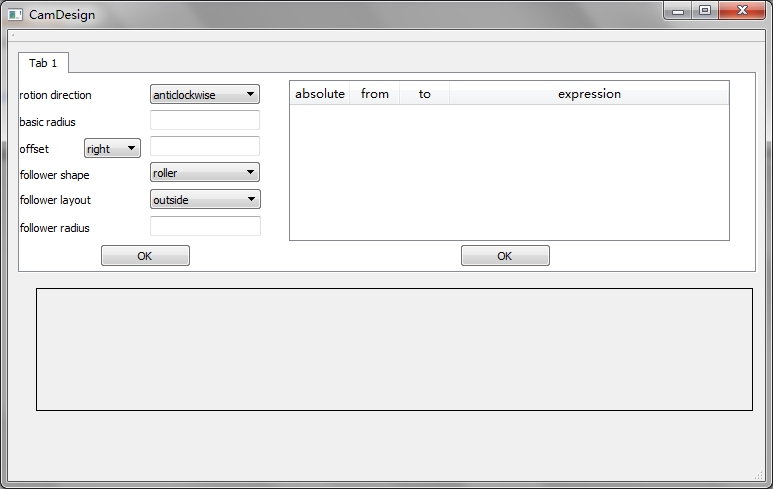 CamDesign
Tab 1
rotion direction anticlockwise
basic radius
offset right
follower shape roller
follower layout outside
follower radius
OK
absolute from to expression
OK